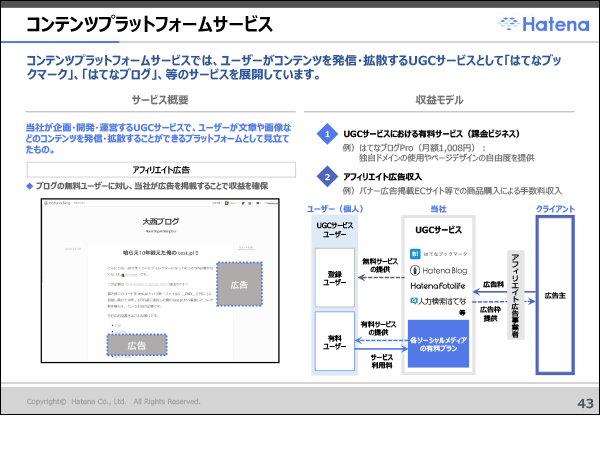 コンテンツプラットフォームサービス
Hatena
コンテンツプラットフォームサービスでは、ユーザーがコンテンツを発信・拡散するUGCサービスとして「はてなブッ
クマーク」、「はてなブログ」、等のサービスを展開しています。
サービス概要
当社が企画・開発・運営するUGCサービスで、ユーザーが文章や画像な
どのコンテンツを発信・拡散することができるプラットフォームとして見立て
たもの。
アフィリエイト広告
◆ ブログの無料ユーザーに対し、当社が広告を掲載することで収益を確保
大西ブログ
喰らえ10年鍛えた俺の test.pl !!
広告
広告
収益モデル
1 UGCサービスにおける有料サービス（課金ビジネス）
例）はてなブログPro（月額1,008円）：
独自ドメインの使用やページデザインの自由度を提供
2 アフィリエイト広告収入
例）バナー広告掲載ECサイト等での商品購入による手数料収入
ユーザー（個人）
当社
クライアント
UGCサービス
ユーザー
登録
ユーザー
有料
ユーザー
無料サービス
の提供
有料サービス
の提供
サービス
利用料
UGCサービス
B! はてなブックマーク
Hatena Blog
Hatenafotolife
人力検索はてな
等
各ソーシャルメディア
の有料プラン
広告料
広告枠
提供
アフィリエイト広告事業者
広告主
Copyright© Hatena Co., Ltd. All Rights Reserved.
43